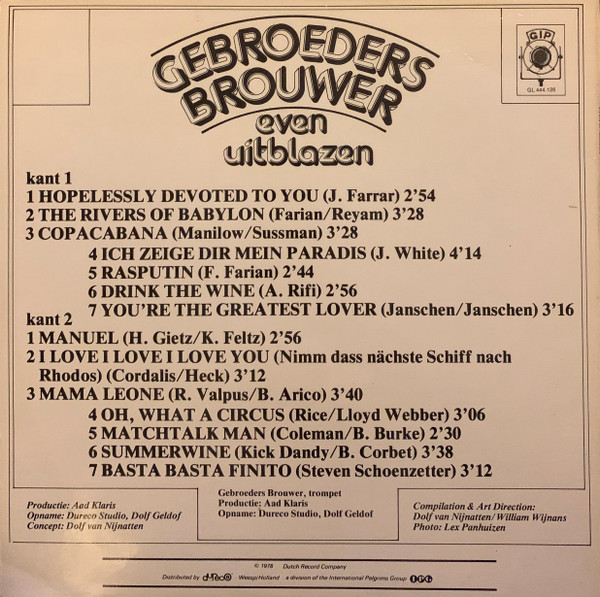 GEBROEDERS
BROUWER
even
uitblazen
GIP
GL 444.126
kant 1
1 HOPELESSLY DEVOTED TO YOU (J. Farrar) 2’54
2 THE RIVERS OF BABYLON (Farian/Reyam) 3’28
3 COPACABANA (Manilow/Sussman) 3’28
4 ICH ZEIGE DIR MEIN PARADIS (J. White) 4’14
5 RASPUTIN (F. Farian) 2’44
6 DRINK THE WINE (A. Rifi) 2’56
7 YOU’RE THE GREATEST LOVER (Janschen/Janschen) 3’16
kant 2
1 MANUEL (H. Gietz/K. Feltz) 2’56
2 I LOVE I LOVE I LOVE YOU (Nimm dass nächste Schiff nach
Rhodos) (Cordalis/Heck) 3’12
3 MAMA LEONE (R. Valpus/B. Arico) 3’40
4 OH, WHAT A CIRCUS (Rice/Lloyd Webber) 3’06
5 MATCHTALK MAN (Coleman/B. Burke) 2’30
6 SUMMERWINE (Kick Dandy/B. Corbet) 3’38
7 BASTA BASTA FINITO (Steven Schoenzetter) 3’12
Productie: Aad Klaris
Opname: Dureco Studio, Dolf Geldof
Concept: Dolf van Nijnatten
Gebroeders Brouwer, trompet
Productie: Aad Klaris
Opname: Dureco Studio, Dolf Geldof
Compilation & Art Direction:
Dolf van Nijnatten/William Wijnans
Photo: Lex Panhuizen
© 1978 Dutch Record Company
Distributed by dureco Weesp/Holland a division of the International Pelgrims Group IPG